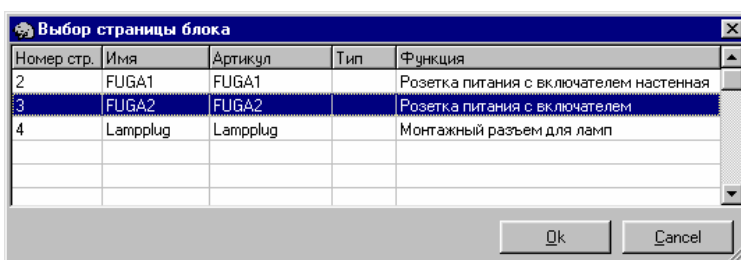 Выбор страницы блока
Номер стр. Имя Артикул Тип Функция
2 FUGA1 FUGA1 Розетка питания с включателем настенная
3 FUGA2 FUGA2 Розетка питания с включателем
4 Lampplug Lampplug Монтажный разъем для ламп
Ok Cancel